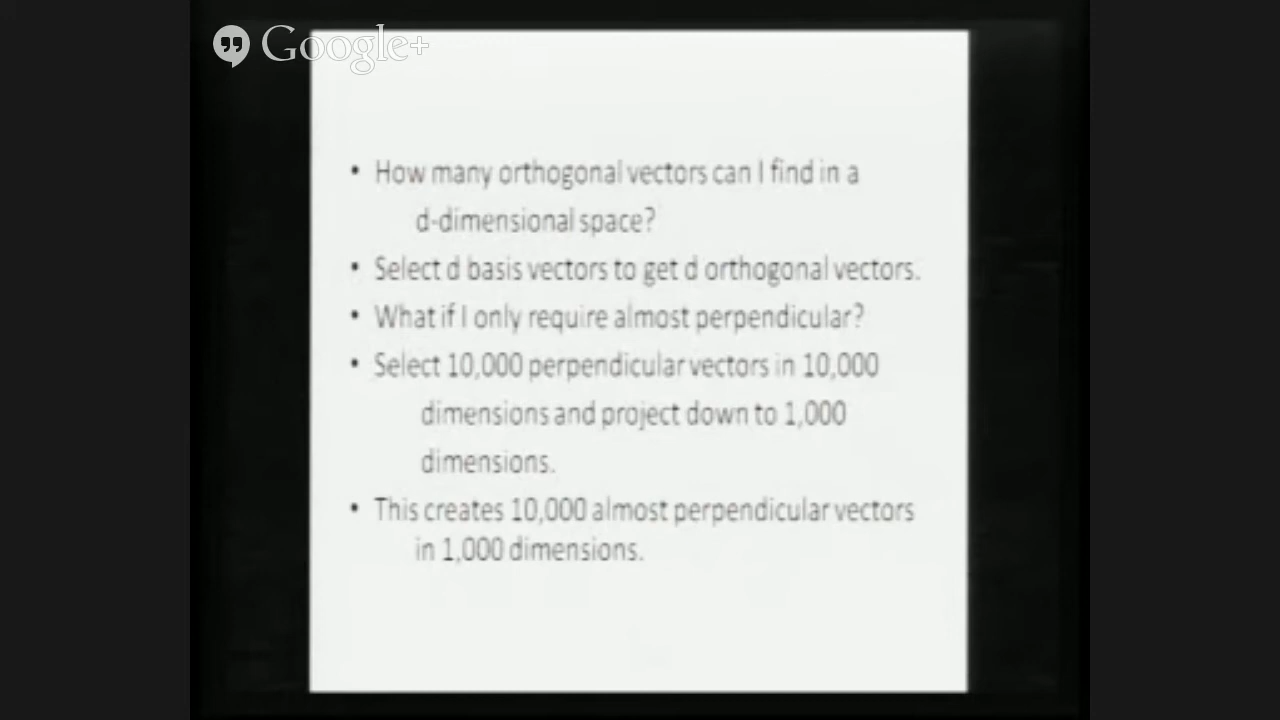 Google+
• How many orthogonal vectors can I find in a
d-dimensional space?
• Select d basis vectors to get d orthogonal vectors.
• What if I only require almost perpendicular?
• Select 10,000 perpendicular vectors in 10,000
dimensions and project down to 1,000
dimensions.
• This creates 10,000 almost perpendicular vectors
in 1,000 dimensions.